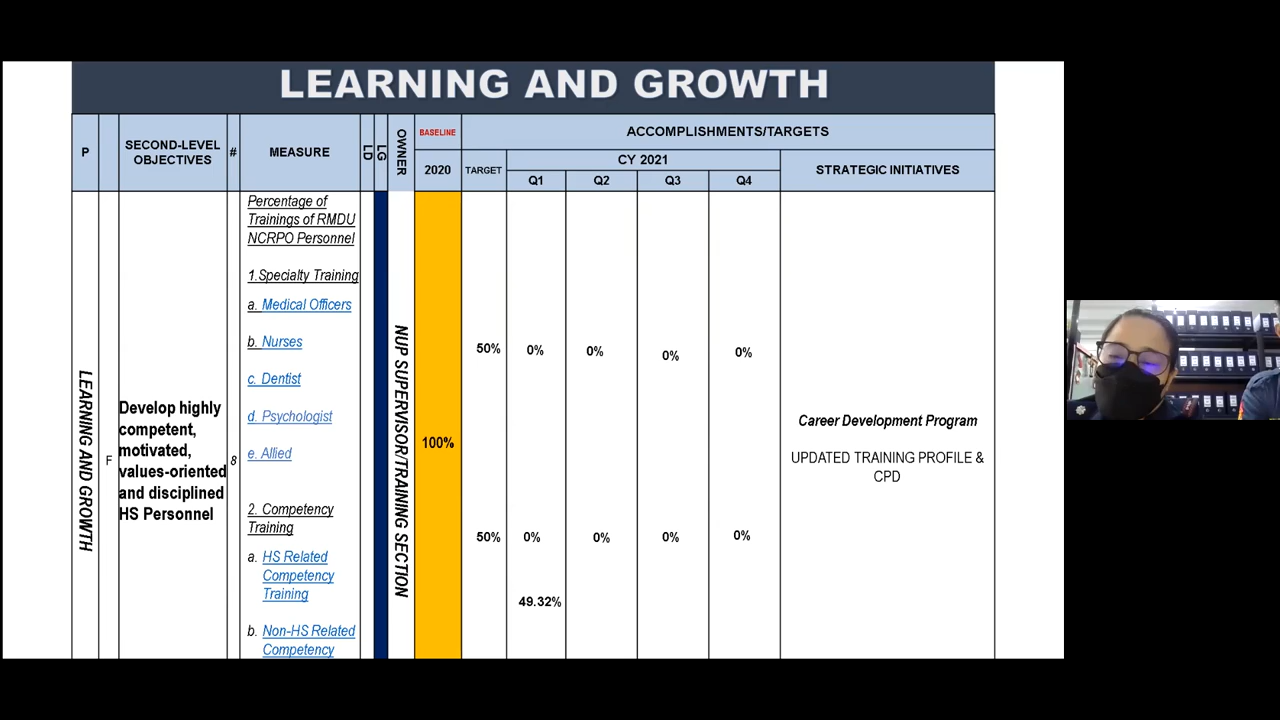 LEARNING AND GROWTH
P
SECOND-LEVEL
OBJECTIVES
#
MEASURE
LD
LG
OWNER
BASELINE
2020
ACCOMPLISHMENTS/TARGETS
TARGET
CY 2021
Q1
Q2
Q3
Q4
STRATEGIC INITIATIVES
LEARNING AND GROWTH
F
Develop highly
competent,
motivated,
values-oriented
and disciplined
HS Personnel
8
Percentage of
Trainings of RMDU
NCRPO Personnel
1.Specialty Training
a. Medical Officers
b. Nurses
c. Dentist
d. Psychologist
e. Allied
2. Competency
Training
a. HS Related
Competency
Training
b. Non-HS Related
Competency
NUP SUPERVISOR/TRAINING SECTION
100%
50% 0% 0% 0% 0%
50% 0% 0% 0% 0%
49.32%
Career Development Program
UPDATED TRAINING PROFILE &
CPD